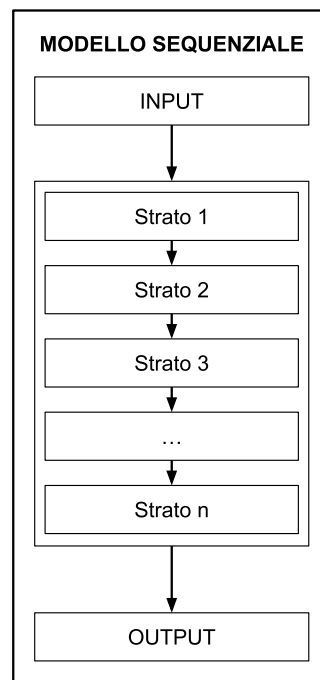 MODELLO SEQUENZIALE
INPUT
Strato 1
Strato 2
Strato 3
...
Strato n
OUTPUT